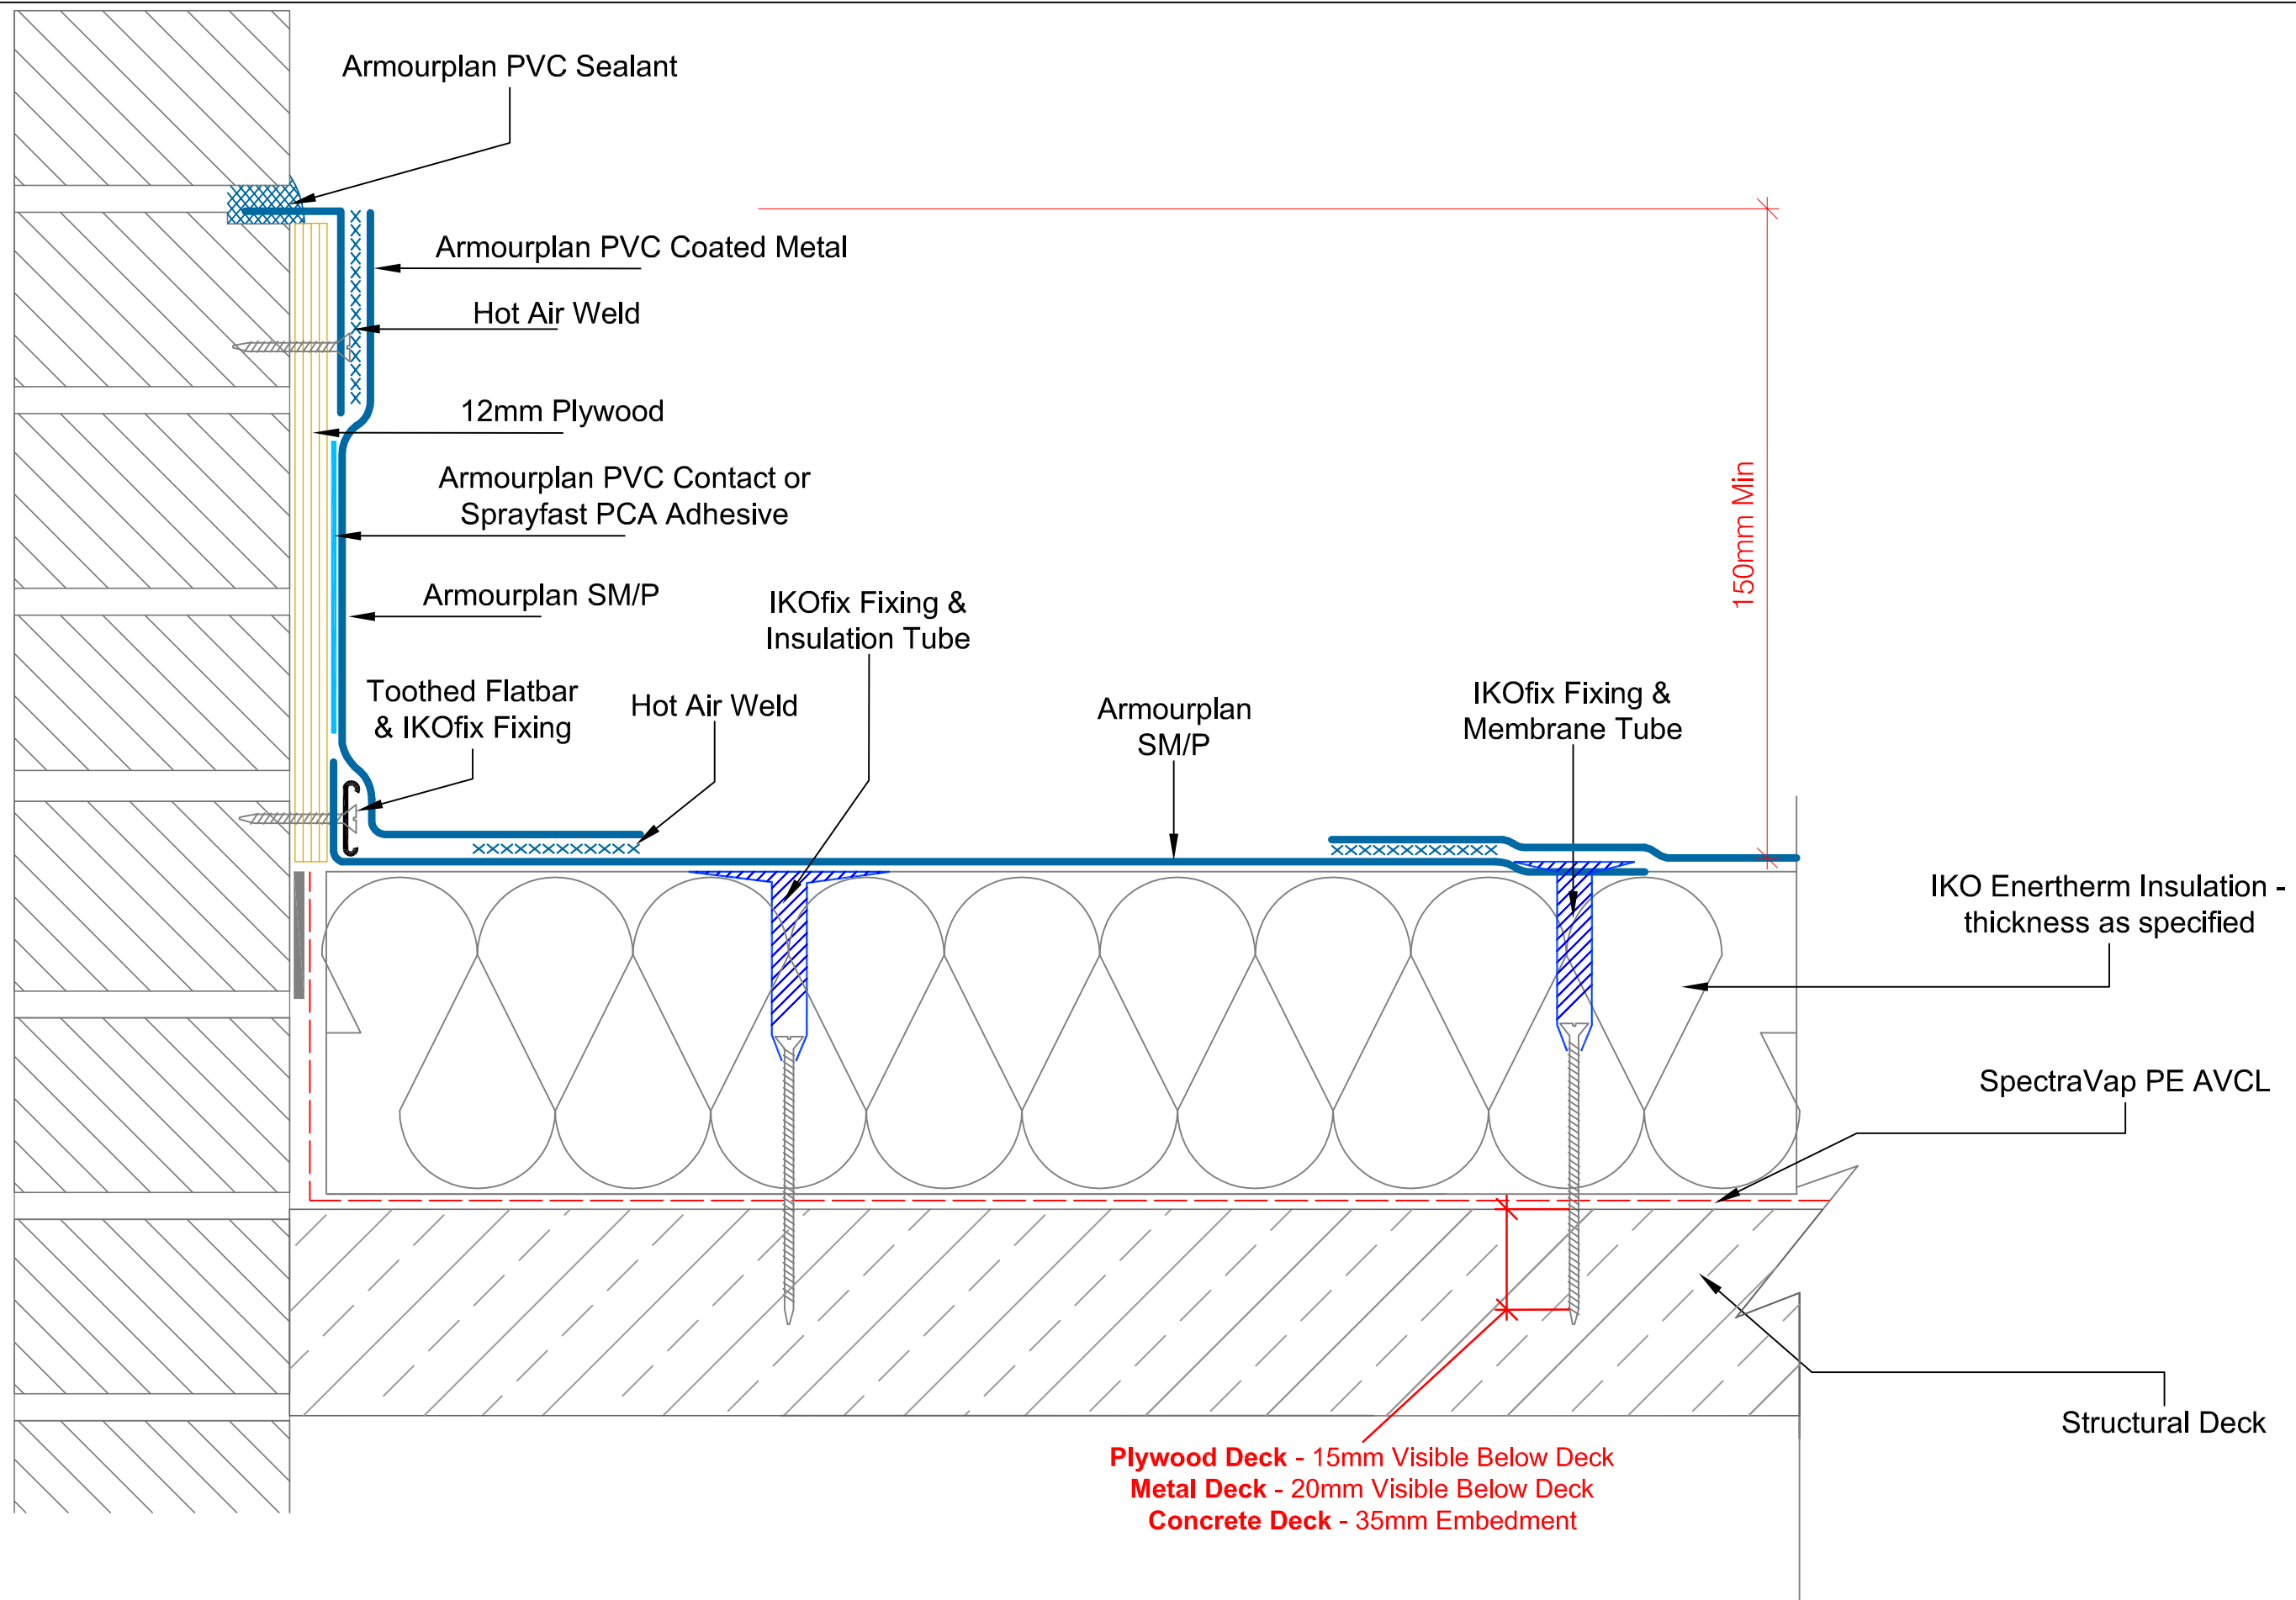 Armourplan PVC Sealant
Armourplan PVC Coated Metal
Hot Air Weld
12mm Plywood
Armourplan PVC Contact or
Sprayfast PCA Adhesive
Armourplan SM/P
Toothed Flatbar
& IKOfix Fixing
Hot Air Weld
IKOfix Fixing &
Insulation Tube
Armourplan
SM/P
IKOfix Fixing &
Membrane Tube
150mm Min
IKO Enertherm Insulation -
thickness as specified
SpectraVap PE AVCL
Structural Deck
Plywood Deck - 15mm Visible Below Deck
Metal Deck - 20mm Visible Below Deck
Concrete Deck - 35mm Embedment